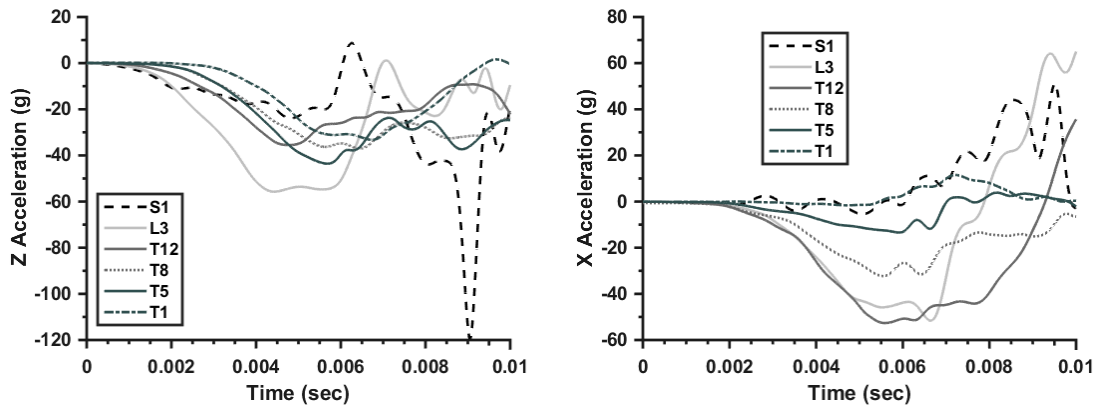 20
0
-20
-40
-60
-80
-100
-120
Z Acceleration (g)
S1
L3
T12
T8
T5
T1
0 0.002 0.004 0.006 0.008 0.01
Time (sec)
80
60
40
20
0
-20
-40
-60
X Acceleration (g)
S1
L3
T12
T8
T5
T1
0 0.002 0.004 0.006 0.008 0.01
Time (sec)